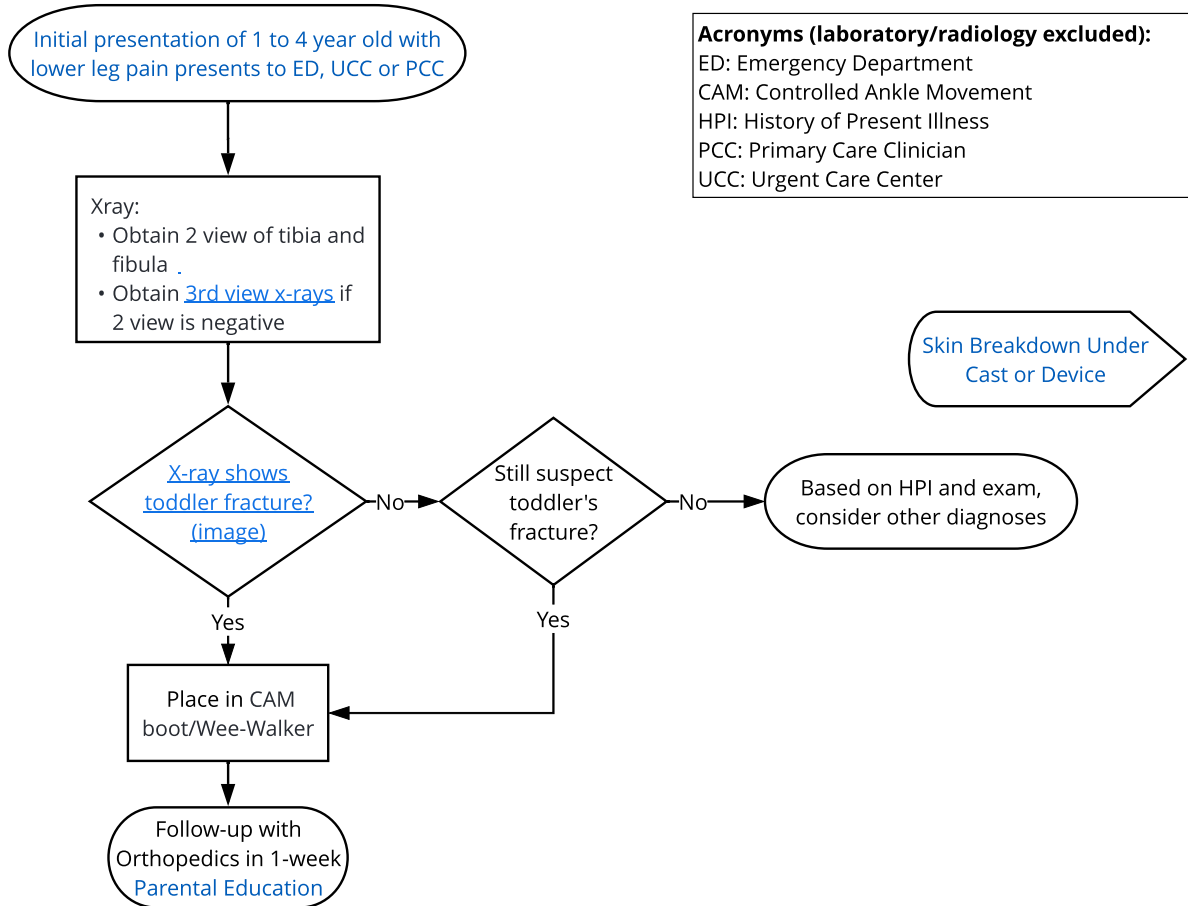 Initial presentation of 1 to 4 year old with
lower leg pain presents to ED, UCC or PCC
Acronyms (laboratory/radiology excluded):
ED: Emergency Department
CAM: Controlled Ankle Movement
HPI: History of Present Illness
PCC: Primary Care Clinician
UCC: Urgent Care Center
Xray:
• Obtain 2 view of tibia and
fibula
• Obtain 3rd view x-rays if
2 view is negative
Skin Breakdown Under
Cast or Device
X-ray shows
toddler fracture?
(image)
No
Still suspect
toddler's
fracture?
No
Based on HPI and exam,
consider other diagnoses
Yes
Yes
Place in CAM
boot/Wee-Walker
Follow-up with
Orthopedics in 1-week
Parental Education